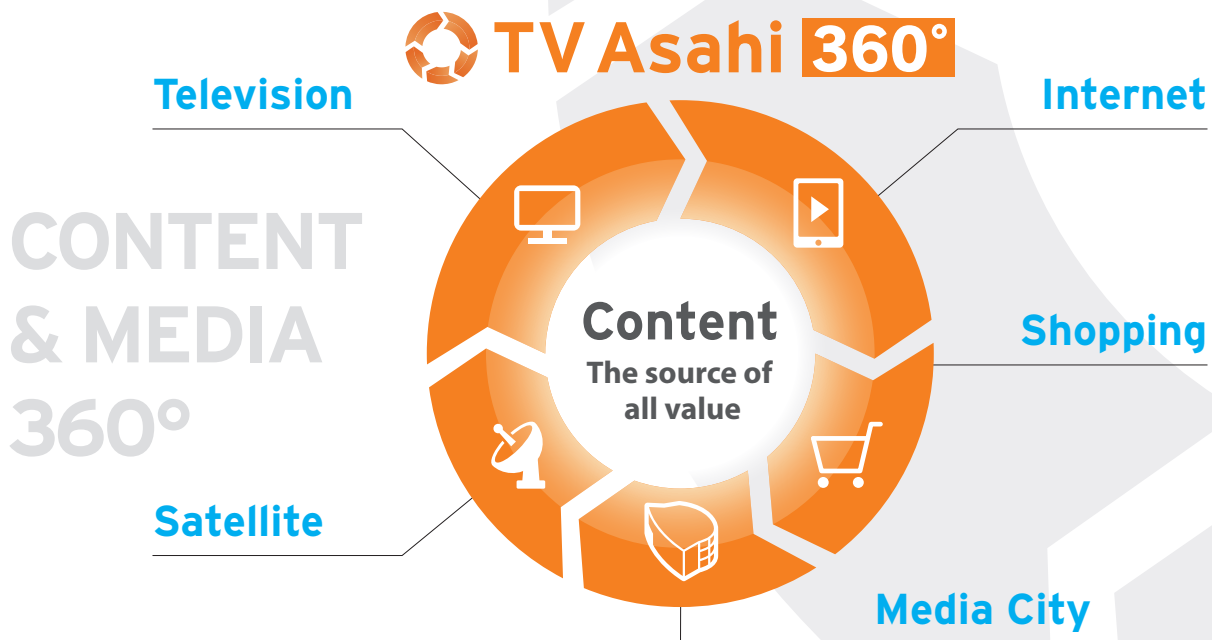 TV Asahi 360°
Television
Internet
CONTENT
& MEDIA
360°
Content
The source of
all value
Shopping
Satellite
Media City